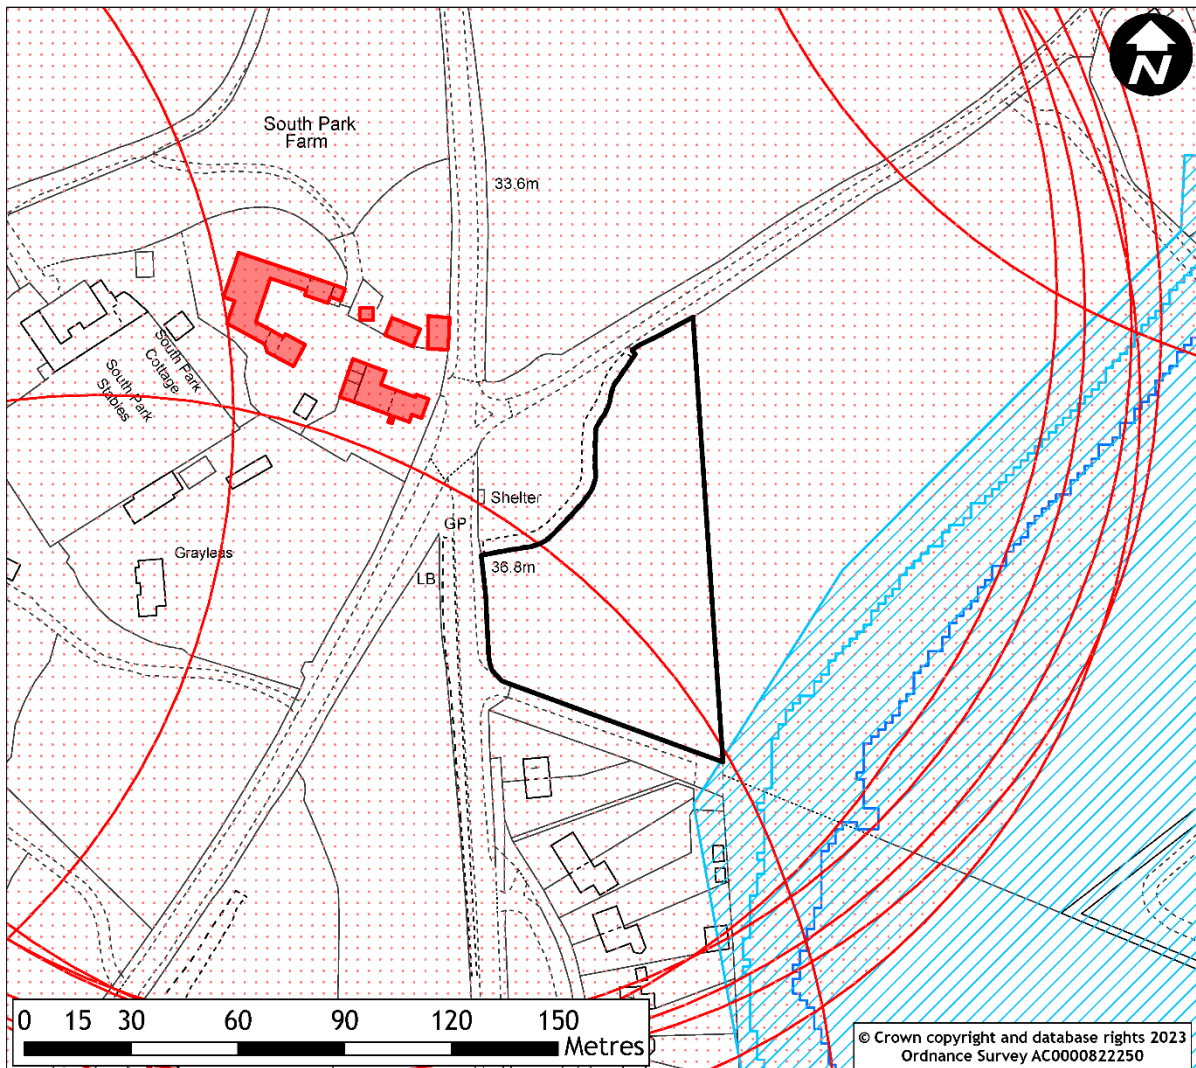 N
South Park
Farm
33.6m
South Park
Cottage
South Park
Stables
Shelter
GP
Grayleas
36.8m
LB
0 15 30 60 90 120 150
Metres
© Crown copyright and database rights 2023
Ordnance Survey AC0000822250